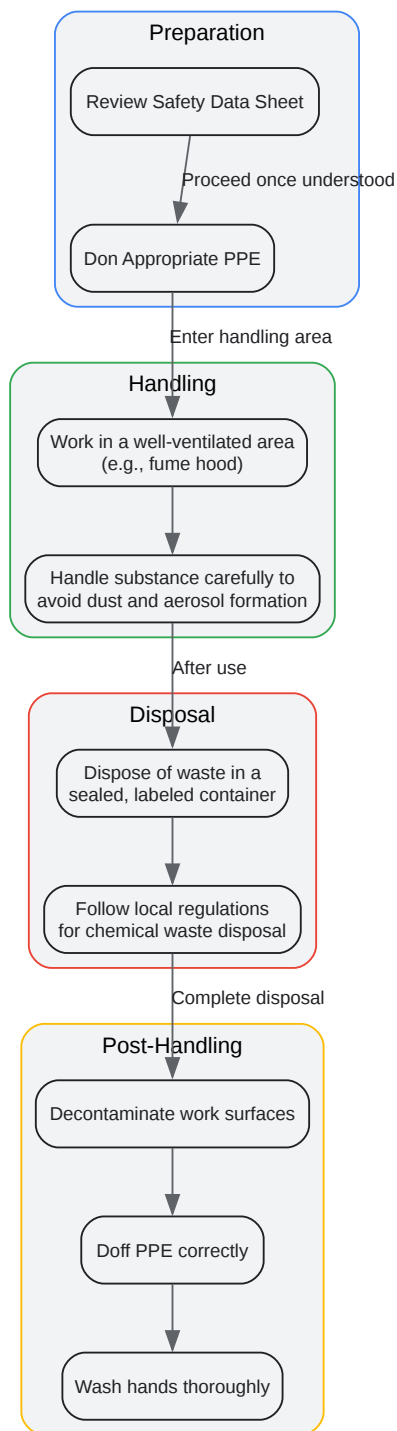 Preparation
Review Safety Data Sheet
Proceed once understood
Don Appropriate PPE
Enter handling area
Handling
Work in a well-ventilated area
(e.g., fume hood)
Handle substance carefully to
avoid dust and aerosol formation
After use
Disposal
Dispose of waste in a
sealed, labeled container
Follow local regulations
for chemical waste disposal
Complete disposal
Post-Handling
Decontaminate work surfaces
Doff PPE correctly
Wash hands thoroughly